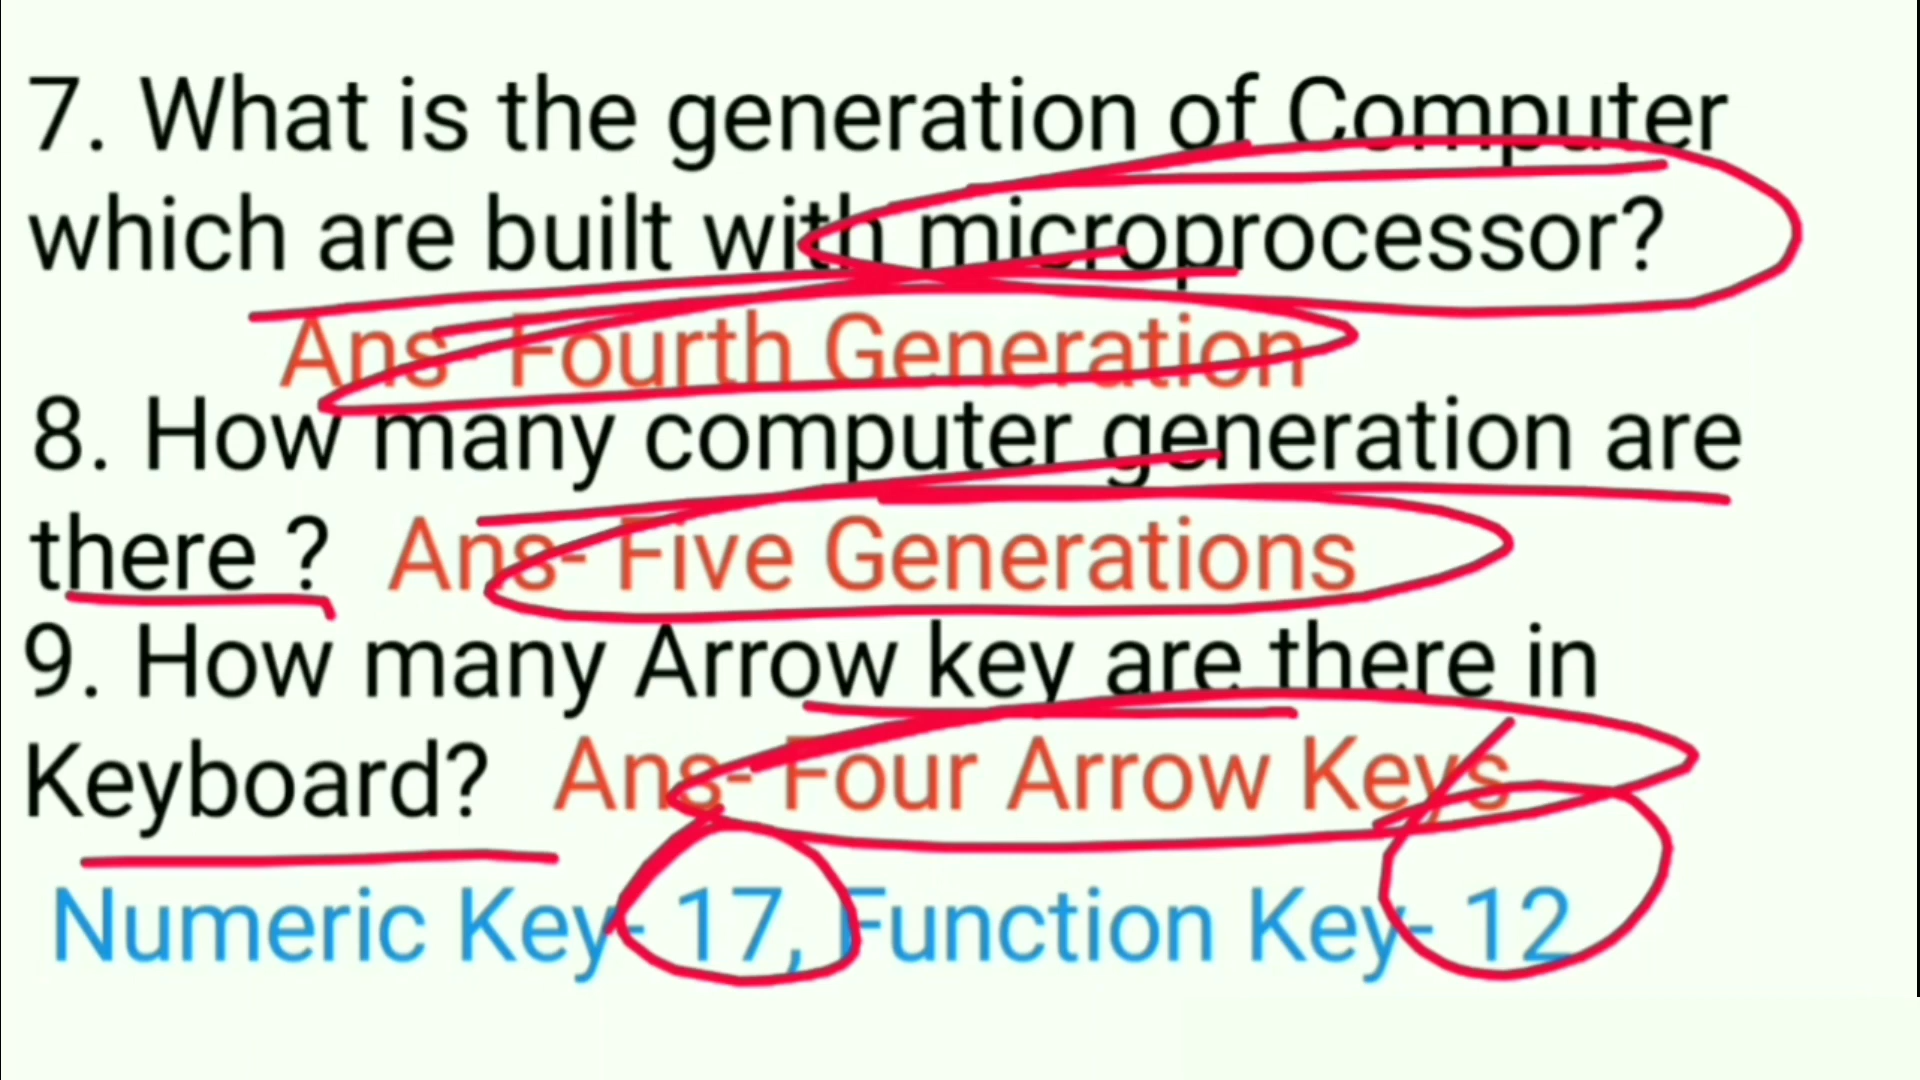 7. What is the generation of Computer
which are built with microprocessor?
Ans- Fourth Generation
8. How many computer generation are
there ? Ans- Five Generations
9. How many Arrow key are there in
Keyboard? Ans- Four Arrow Keys
Numeric Key- 17, Function Key- 12